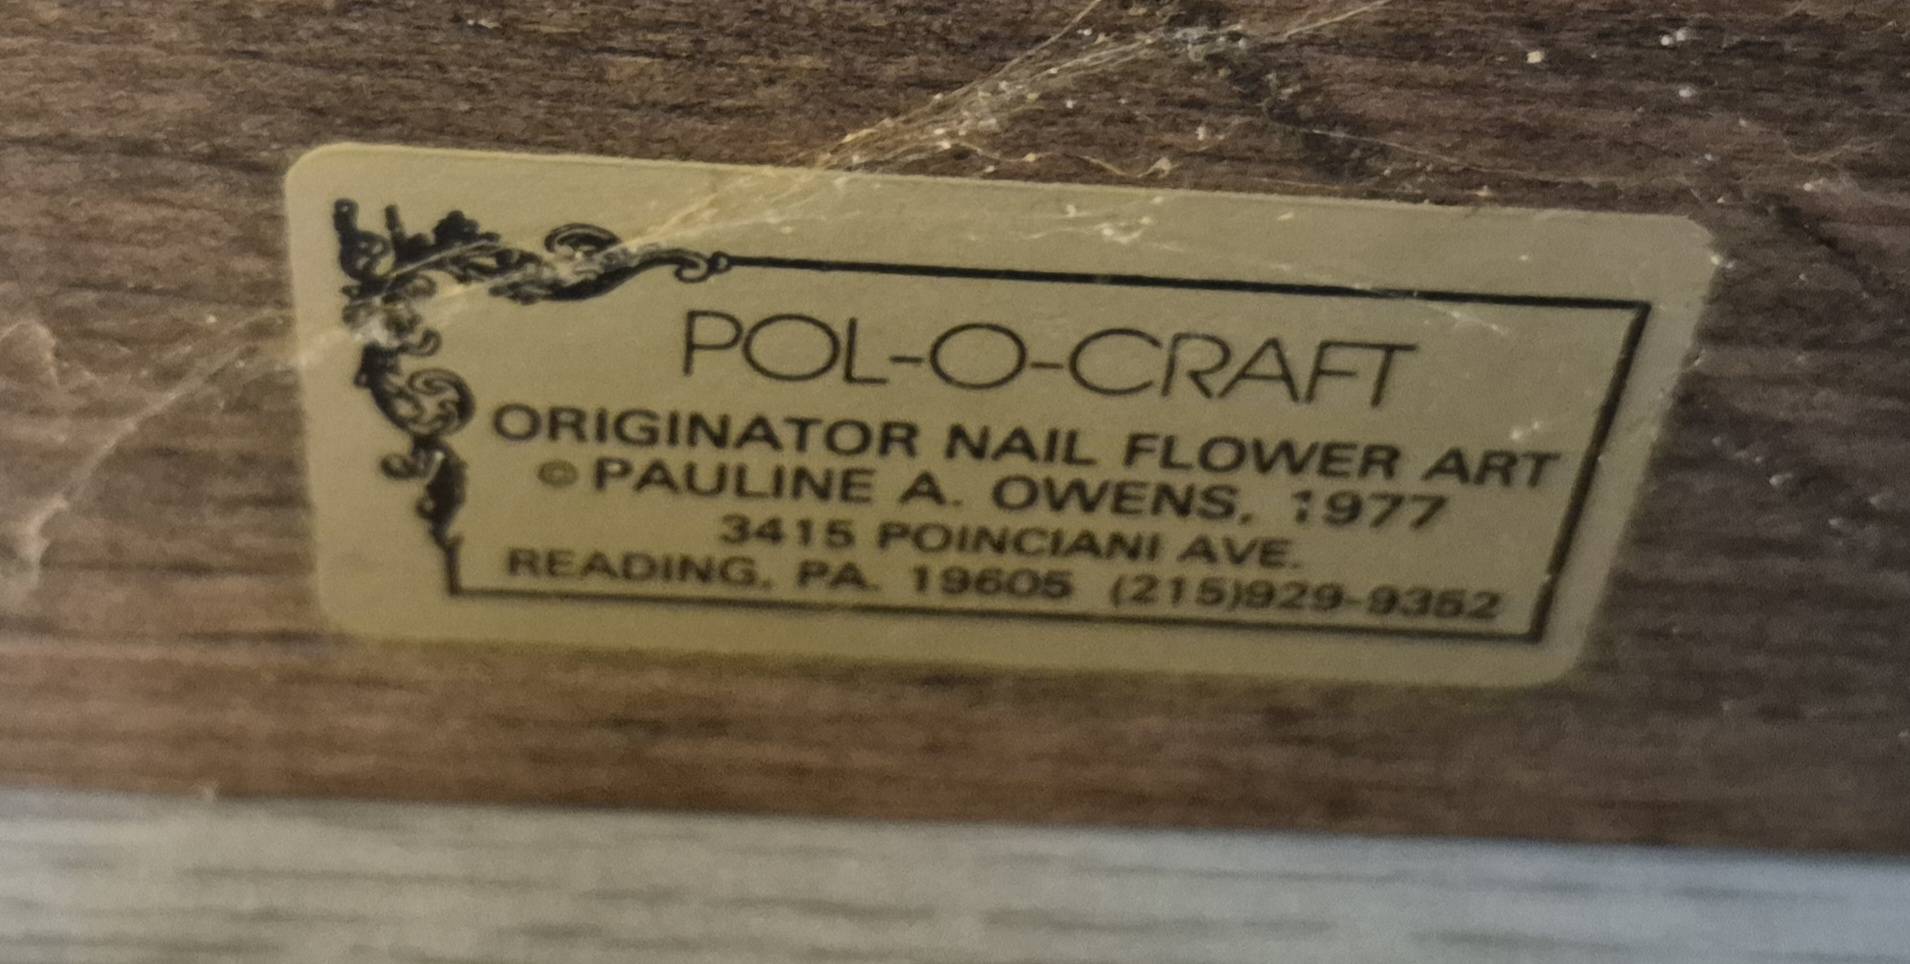 POL-O-CRAFT
ORIGINATOR NAIL FLOWER ART
© PAULINE A. OWENS, 1977
3415 POINCIANI AVE.
READING, PA. 19605 (215)929-9352